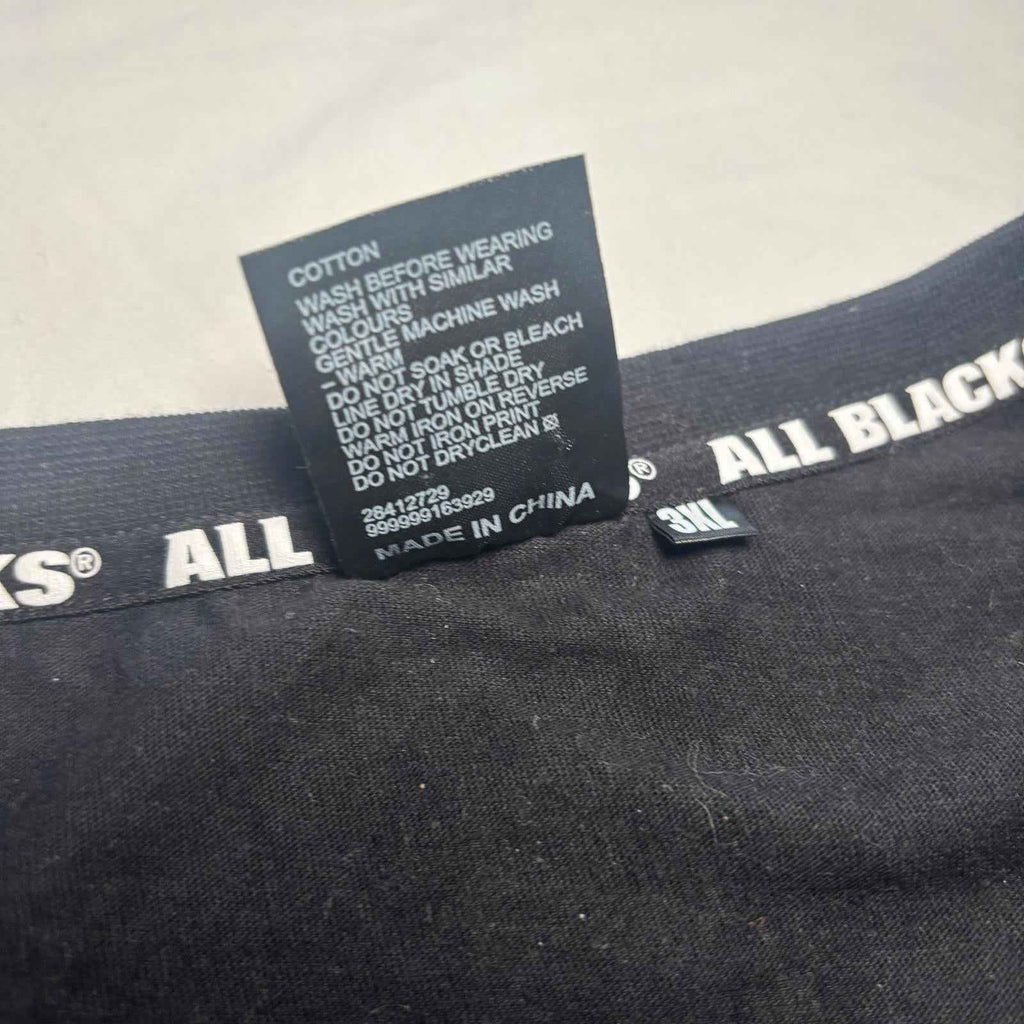 COTTON
WASH BEFORE WEARING
WASH WITH SIMILAR
COLOURS
GENTLE MACHINE WASH
- WARM
DO NOT SOAK OR BLEACH
LINE DRY IN SHADE
DO NOT TUMBLE DRY
WARM IRON ON REVERSE
DO NOT IRON PRINT
DO NOT DRYCLEAN
28412729
999999163929
MADE IN CHINA
KS® ALL S® ALL BLACKS®
3XL